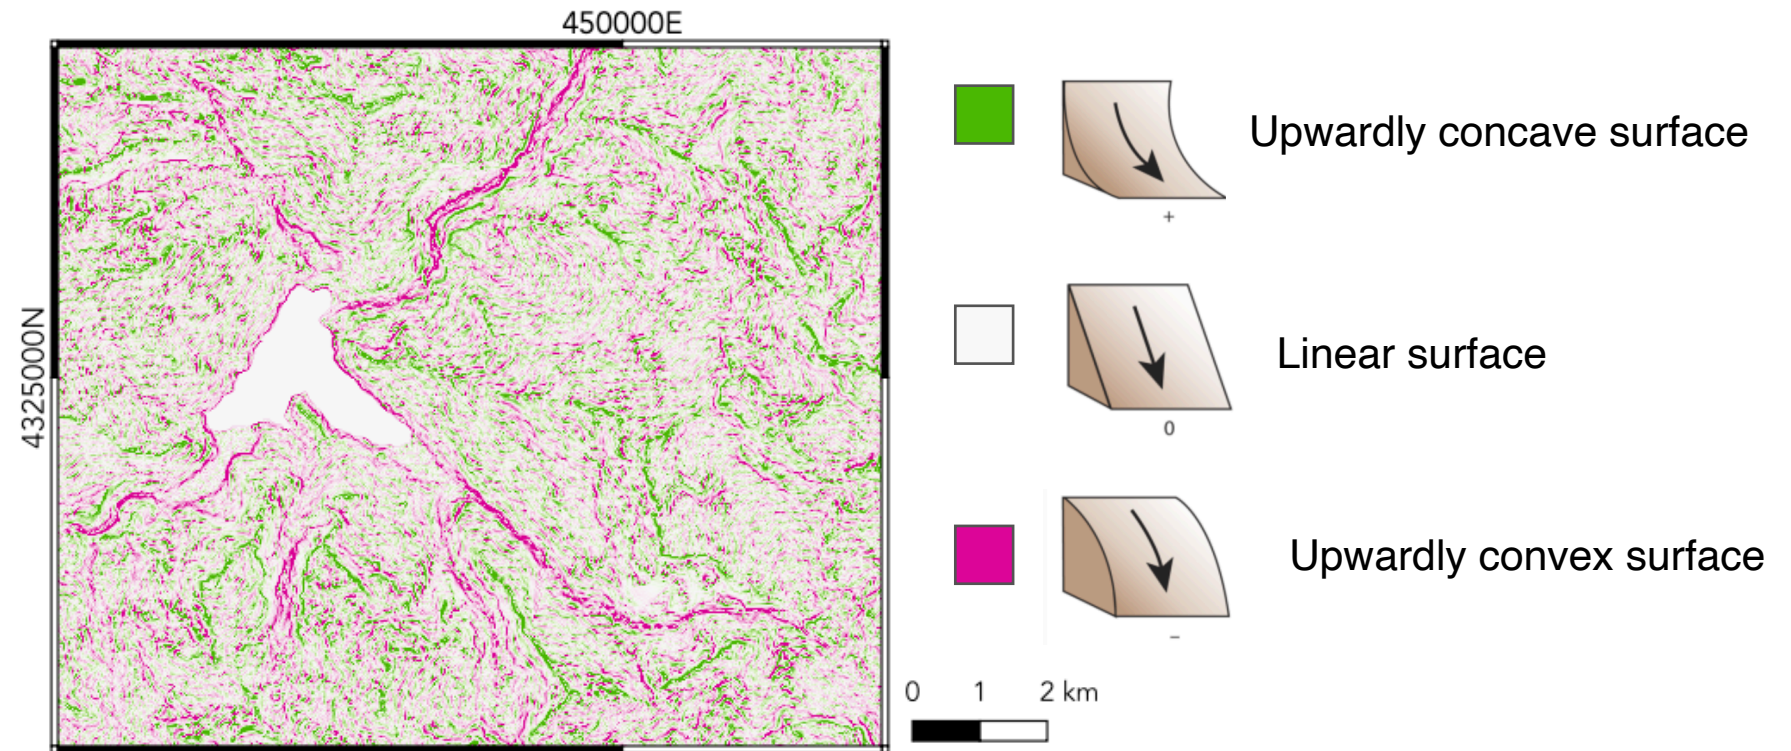 450000E
4325000N
Upwardly concave surface
+
Linear surface
0
Upwardly convex surface
–
0 1 2 km